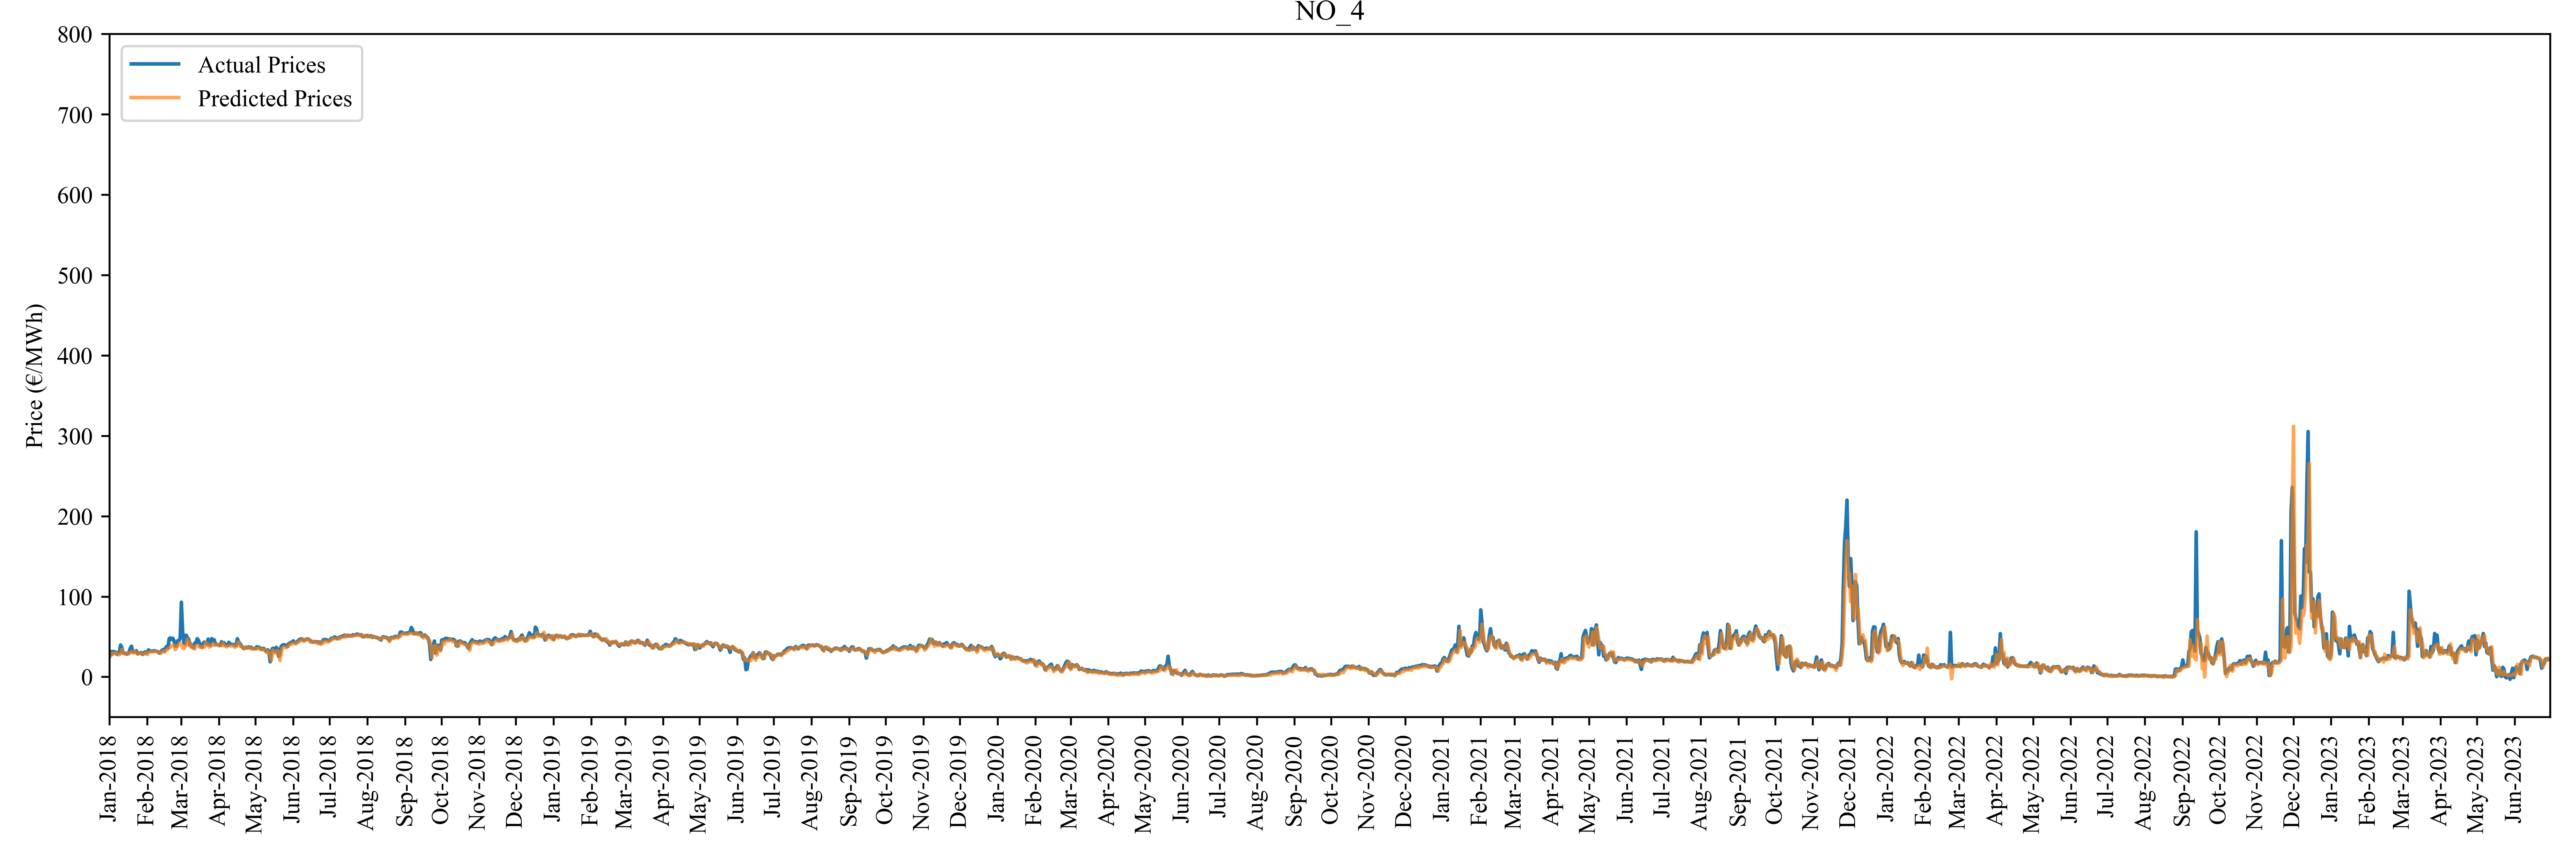 NO_4
Actual Prices
Predicted Prices
Price (€/MWh)
800
700
600
500
400
300
200
100
0
Jan-2018
Feb-2018
Mar-2018
Apr-2018
May-2018
Jun-2018
Jul-2018
Aug-2018
Sep-2018
Oct-2018
Nov-2018
Dec-2018
Jan-2019
Feb-2019
Mar-2019
Apr-2019
May-2019
Jun-2019
Jul-2019
Aug-2019
Sep-2019
Oct-2019
Nov-2019
Dec-2019
Jan-2020
Feb-2020
Mar-2020
Apr-2020
May-2020
Jun-2020
Jul-2020
Aug-2020
Sep-2020
Oct-2020
Nov-2020
Dec-2020
Jan-2021
Feb-2021
Mar-2021
Apr-2021
May-2021
Jun-2021
Jul-2021
Aug-2021
Sep-2021
Oct-2021
Nov-2021
Dec-2021
Jan-2022
Feb-2022
Mar-2022
Apr-2022
May-2022
Jun-2022
Jul-2022
Aug-2022
Sep-2022
Oct-2022
Nov-2022
Dec-2022
Jan-2023
Feb-2023
Mar-2023
Apr-2023
May-2023
Jun-2023